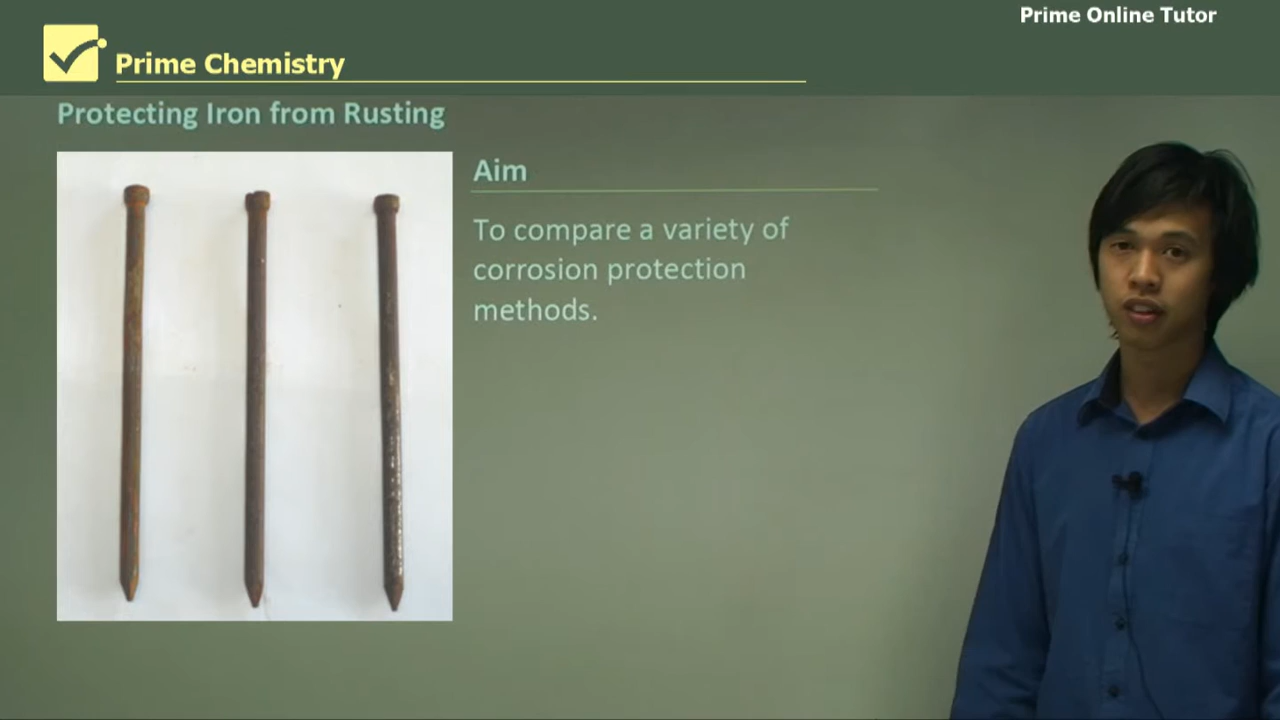 Prime Online Tutor
Prime Chemistry
Protecting Iron from Rusting
Aim
To compare a variety of
corrosion protection
methods.